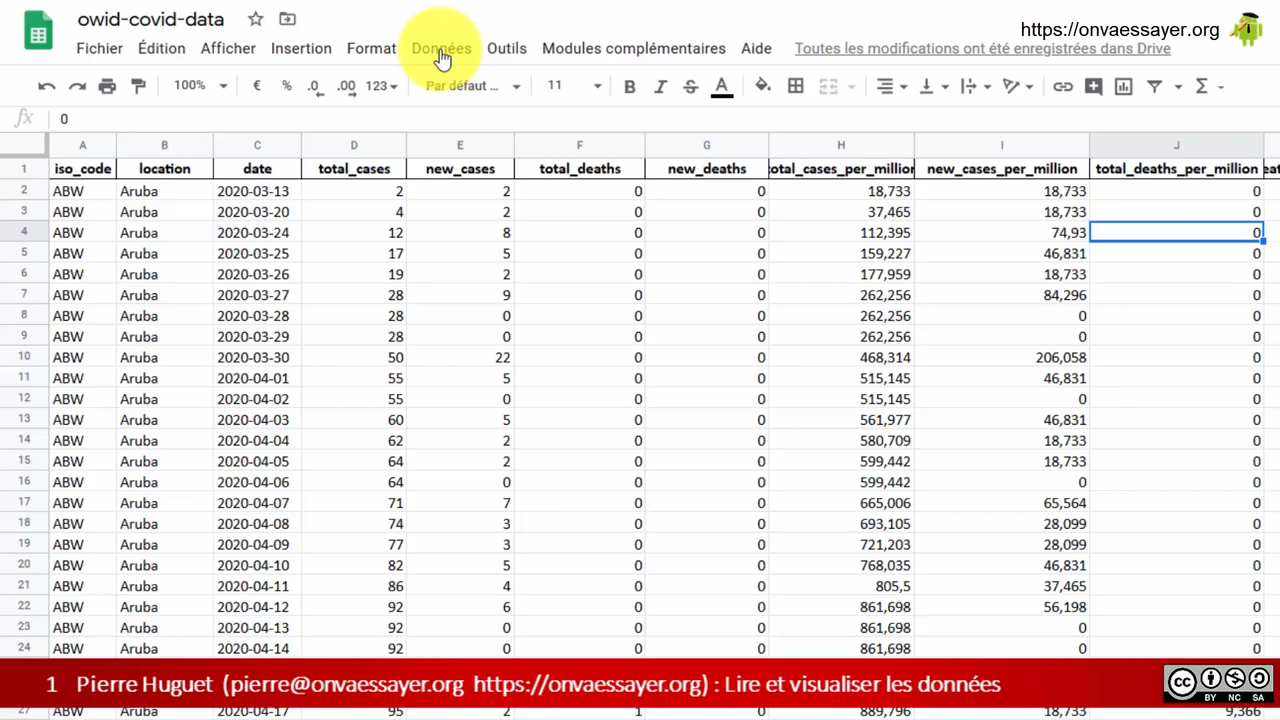 owid-covid-data
https://onvaessayer.org
Fichier Édition Afficher Insertion Format Données Outils Modules complémentaires Aide Toutes les modifications ont été enregistrées dans Drive
100% € % .0 .00 123 Par défaut ... 11 B I S A Σ
fx 0
A B C D E F G H I J
1 iso_code location date total_cases new_cases total_deaths new_deaths total_cases_per_million new_cases_per_million total_deaths_per_million
2 ABW Aruba 2020-03-13 2 2 0 0 18,733 18,733 0
3 ABW Aruba 2020-03-20 4 2 0 0 37,465 18,733 0
4 ABW Aruba 2020-03-24 12 8 0 0 112,395 74,93 0
5 ABW Aruba 2020-03-25 17 5 0 0 159,227 46,831 0
6 ABW Aruba 2020-03-26 19 2 0 0 177,959 18,733 0
7 ABW Aruba 2020-03-27 28 9 0 0 262,256 84,296 0
8 ABW Aruba 2020-03-28 28 0 0 0 262,256 0 0
9 ABW Aruba 2020-03-29 28 0 0 0 262,256 0 0
10 ABW Aruba 2020-03-30 50 22 0 0 468,314 206,058 0
11 ABW Aruba 2020-04-01 55 5 0 0 515,145 46,831 0
12 ABW Aruba 2020-04-02 55 0 0 0 515,145 0 0
13 ABW Aruba 2020-04-03 60 5 0 0 561,977 46,831 0
14 ABW Aruba 2020-04-04 62 2 0 0 580,709 18,733 0
15 ABW Aruba 2020-04-05 64 2 0 0 599,442 18,733 0
16 ABW Aruba 2020-04-06 64 0 0 0 599,442 0 0
17 ABW Aruba 2020-04-07 71 7 0 0 665,006 65,564 0
18 ABW Aruba 2020-04-08 74 3 0 0 693,105 28,099 0
19 ABW Aruba 2020-04-09 77 3 0 0 721,203 28,099 0
20 ABW Aruba 2020-04-10 82 5 0 0 768,035 46,831 0
21 ABW Aruba 2020-04-11 86 4 0 0 805,5 37,465 0
22 ABW Aruba 2020-04-12 92 6 0 0 861,698 56,198 0
23 ABW Aruba 2020-04-13 92 0 0 0 861,698 0 0
24 ABW Aruba 2020-04-14 92 0 0 0 861,698 0 0
1 Pierre Huguet (pierre@onvaessayer.org https://onvaessayer.org) : Lire et visualiser les données
CC BY NC SA
27 ABW Aruba 2020-04-17 95 2 1 0 889,796 18,733 9,366